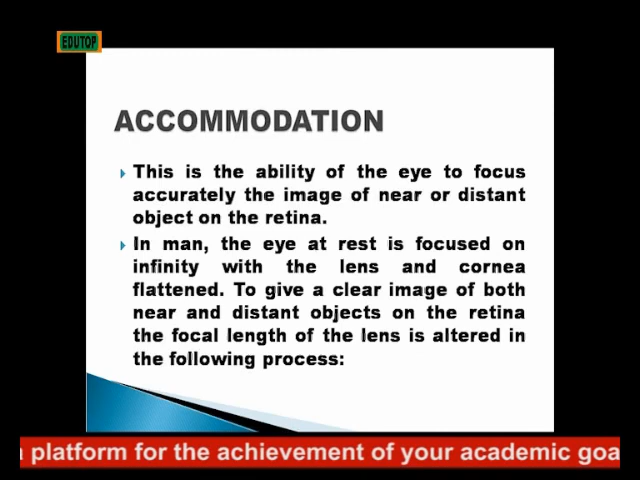 EDUTOP
ACCOMMODATION
This is the ability of the eye to focus
accurately the image of near or distant
object on the retina.
In man, the eye at rest is focused on
infinity with the lens and cornea
flattened. To give a clear image of both
near and distant objects on the retina
the focal length of the lens is altered in
the following process:
platform for the achievement of your academic goa